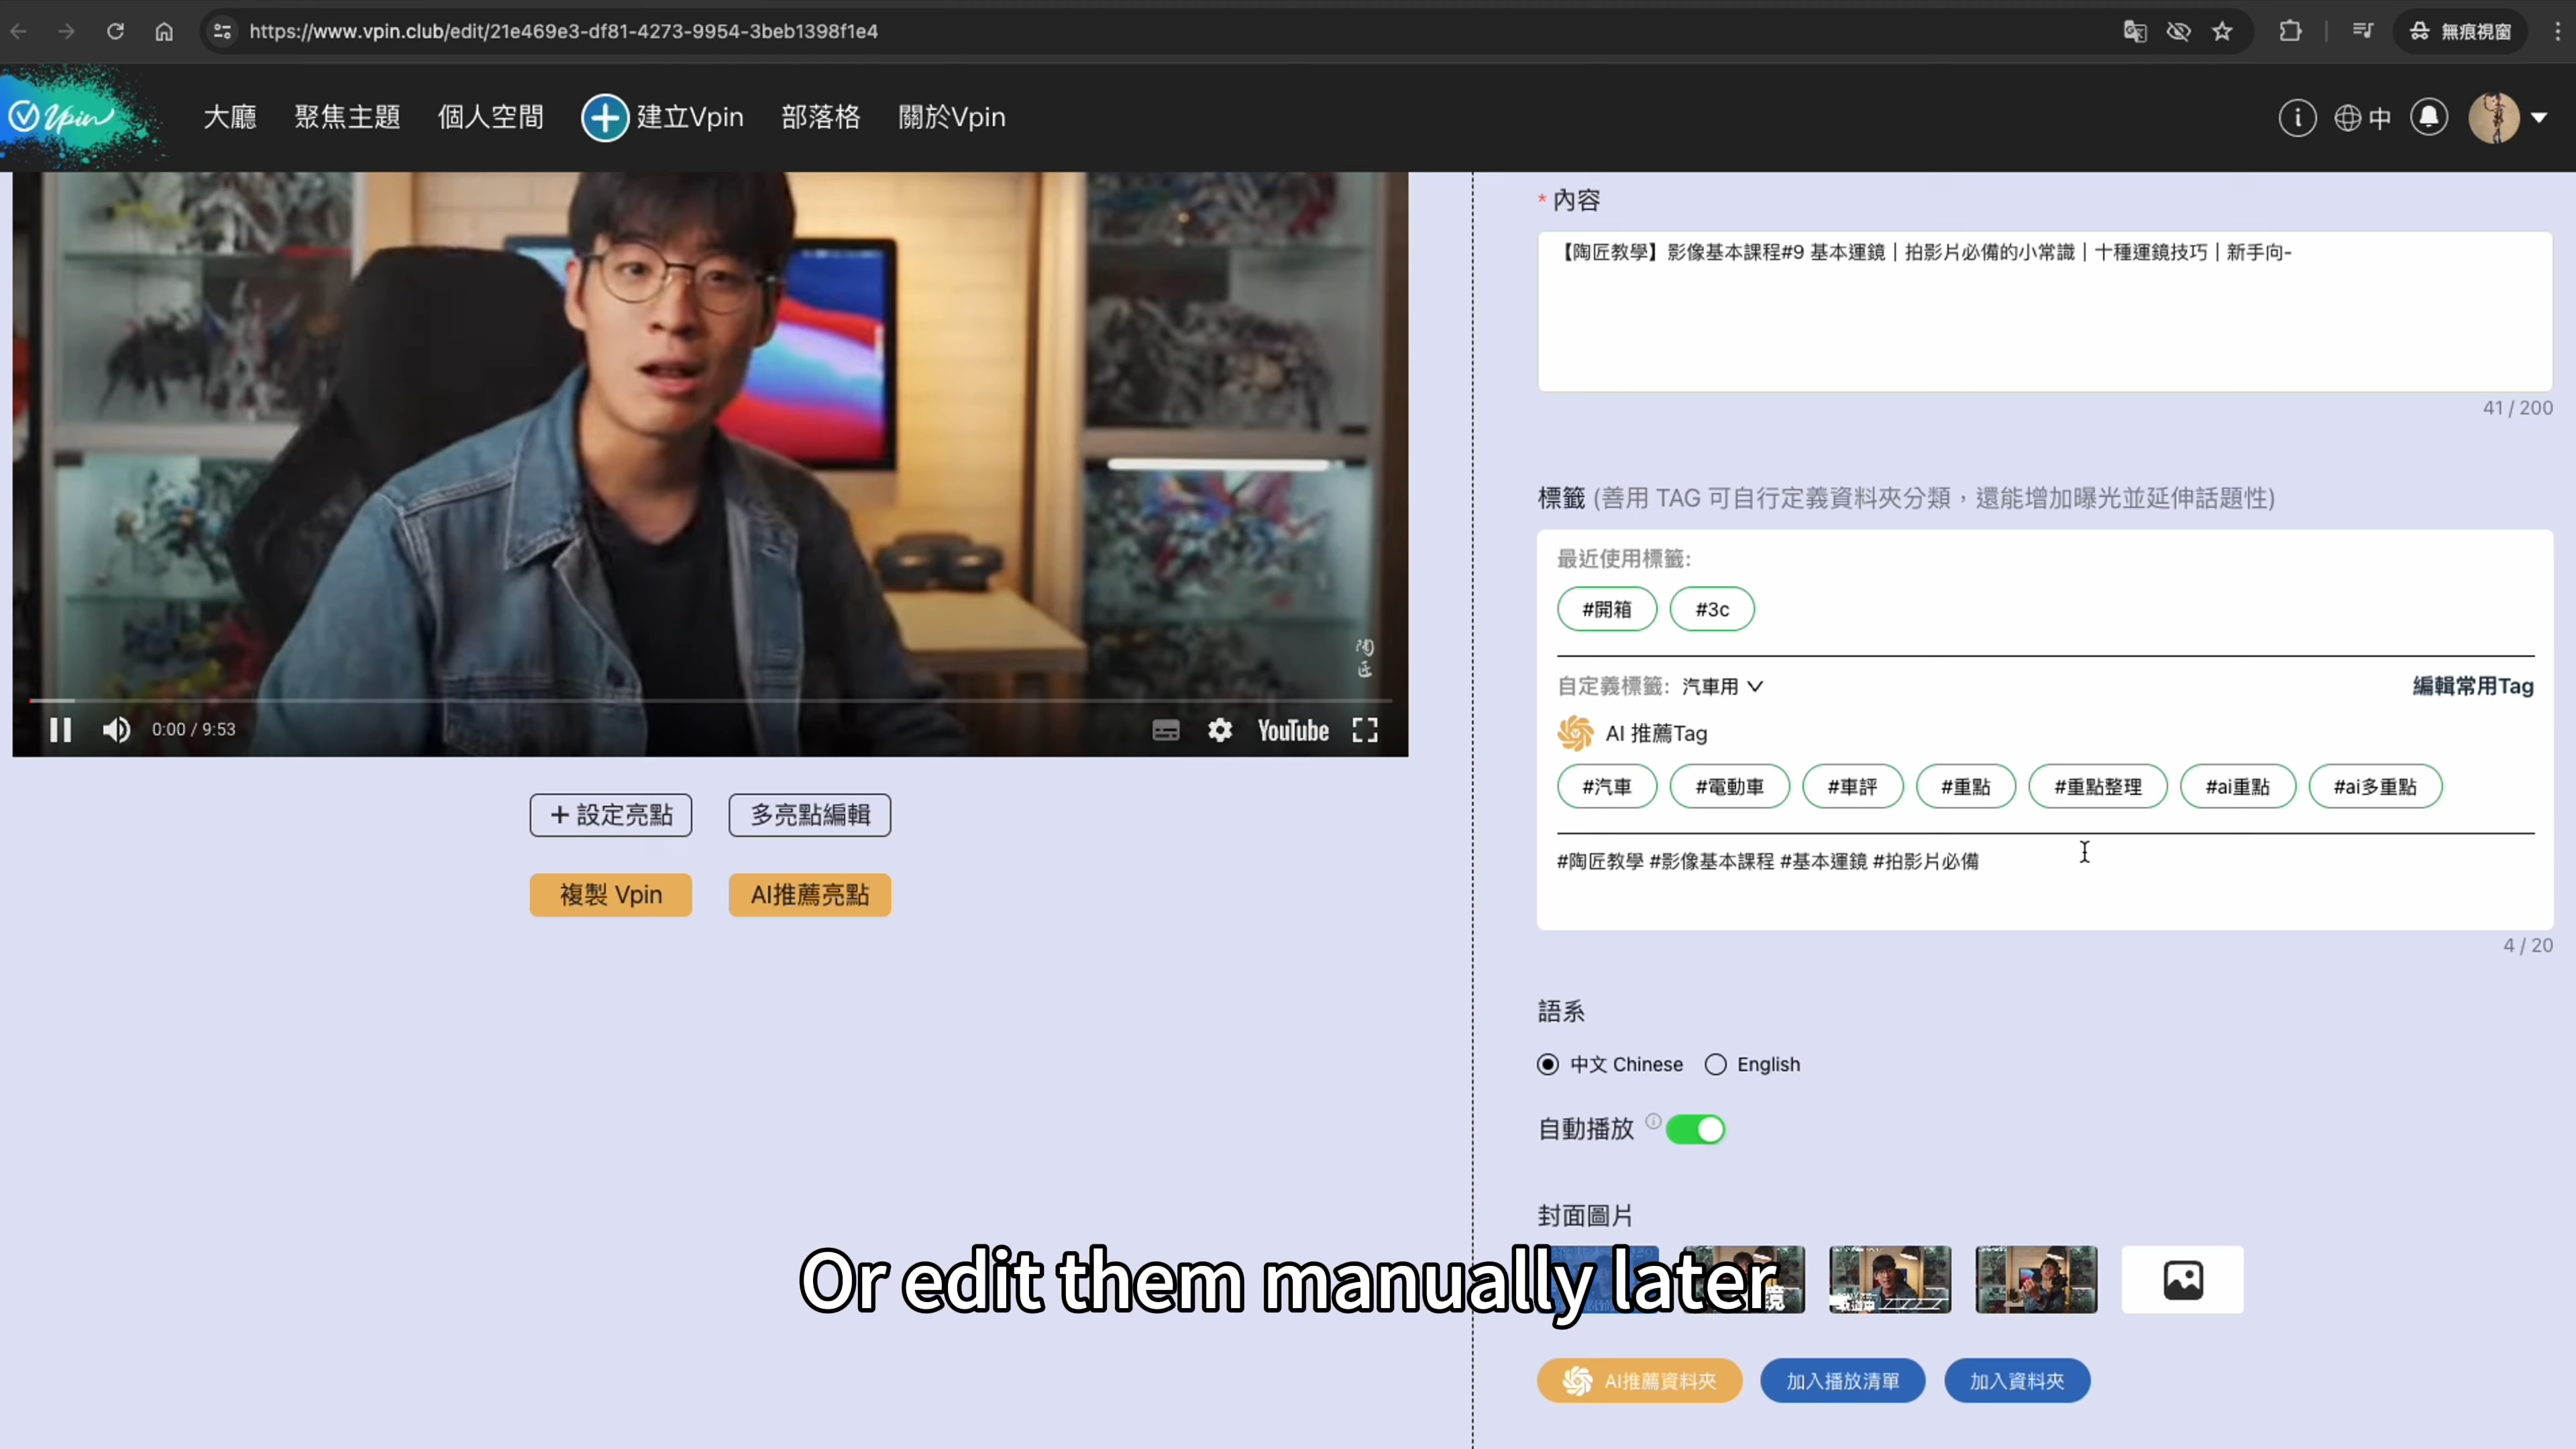 https://www.vpin.club/edit/21e469e3-df81-4273-9954-3beb1398f1e4
無痕視窗
Vpin
大廳
聚焦主題
個人空間
建立Vpin
部落格
關於Vpin
中
* 內容
【陶匠教學】影像基本課程#9 基本運鏡｜拍影片必備的小常識｜十種運鏡技巧｜新手向-
41 / 200
標籤 (善用 TAG 可自行定義資料夾分類，還能增加曝光並延伸話題性)
最近使用標籤:
#開箱
#3c
自定義標籤: 汽車用
編輯常用Tag
AI 推薦Tag
#汽車
#電動車
#車評
#重點
#重點整理
#ai重點
#ai多重點
#陶匠教學 #影像基本課程 #基本運鏡 #拍影片必備
4 / 20
陶匠
0:00 / 9:53
YouTube
+ 設定亮點
多亮點編輯
複製 Vpin
AI推薦亮點
語系
中文 Chinese
English
自動播放
封面圖片
Or edit them manually later
AI推薦資料夾
加入播放清單
加入資料夾